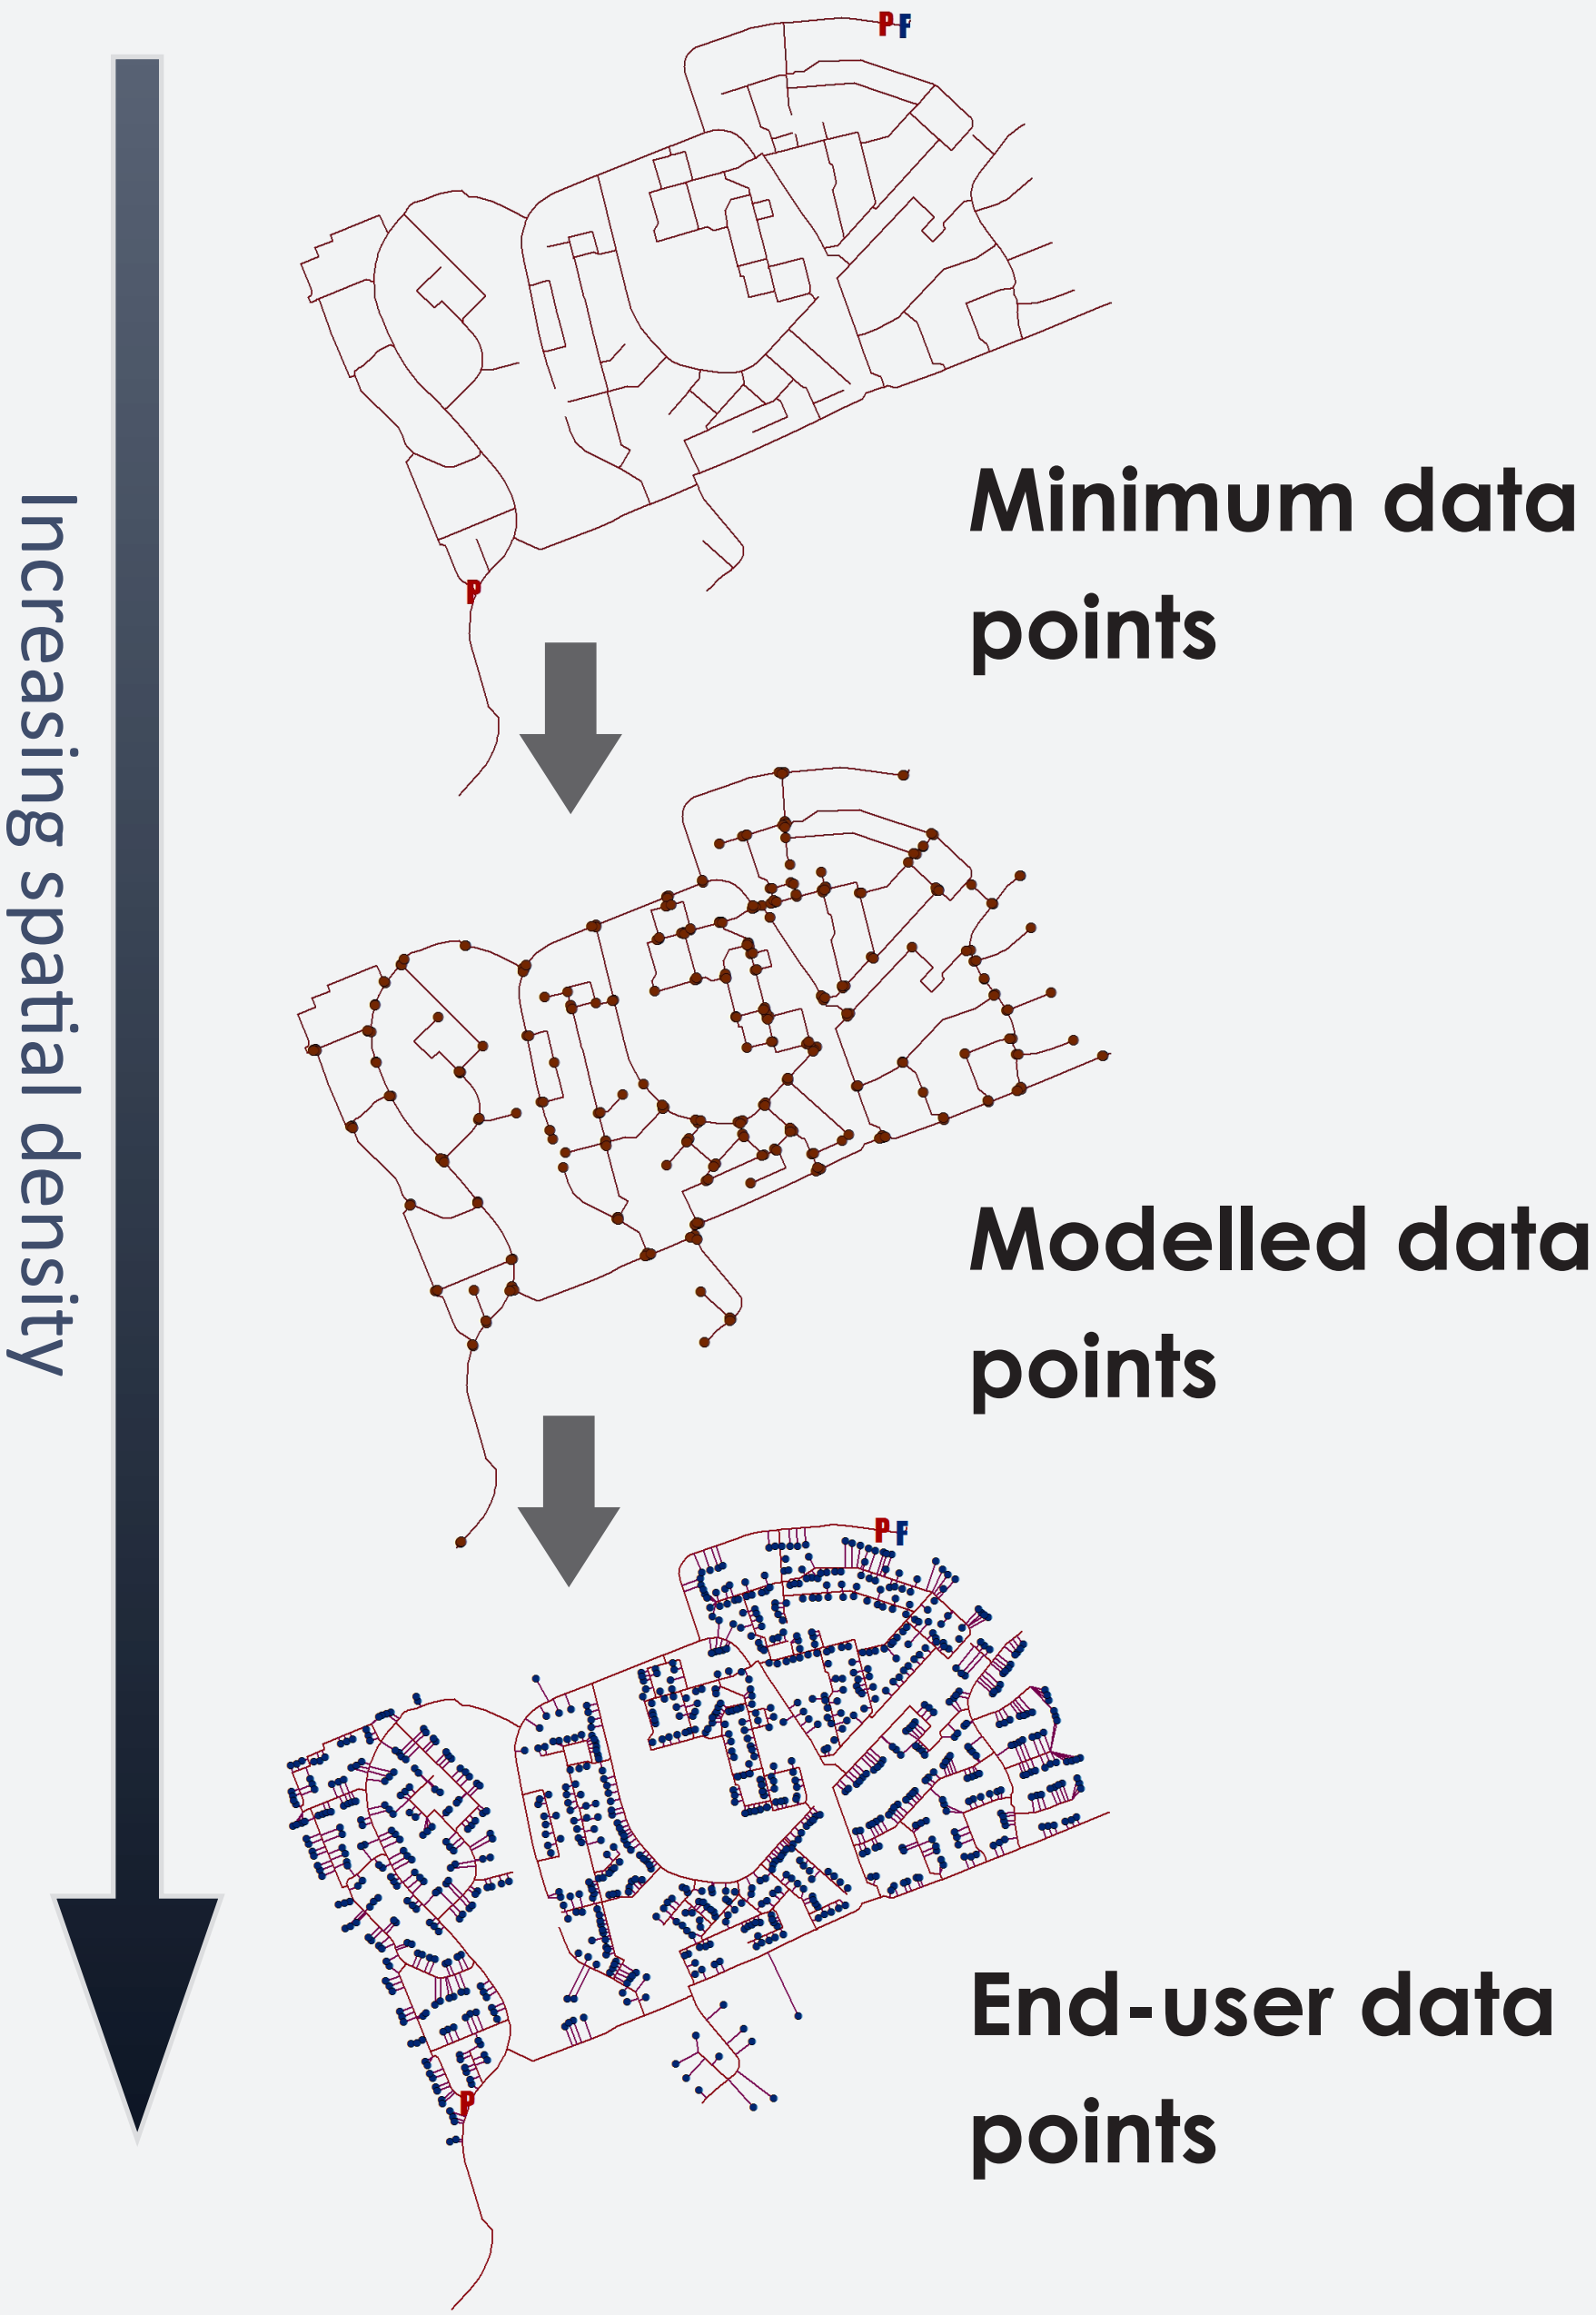 P F
Minimum data
points
P
Increasing spatial density
Modelled data
points
P F
End-user data
points
P